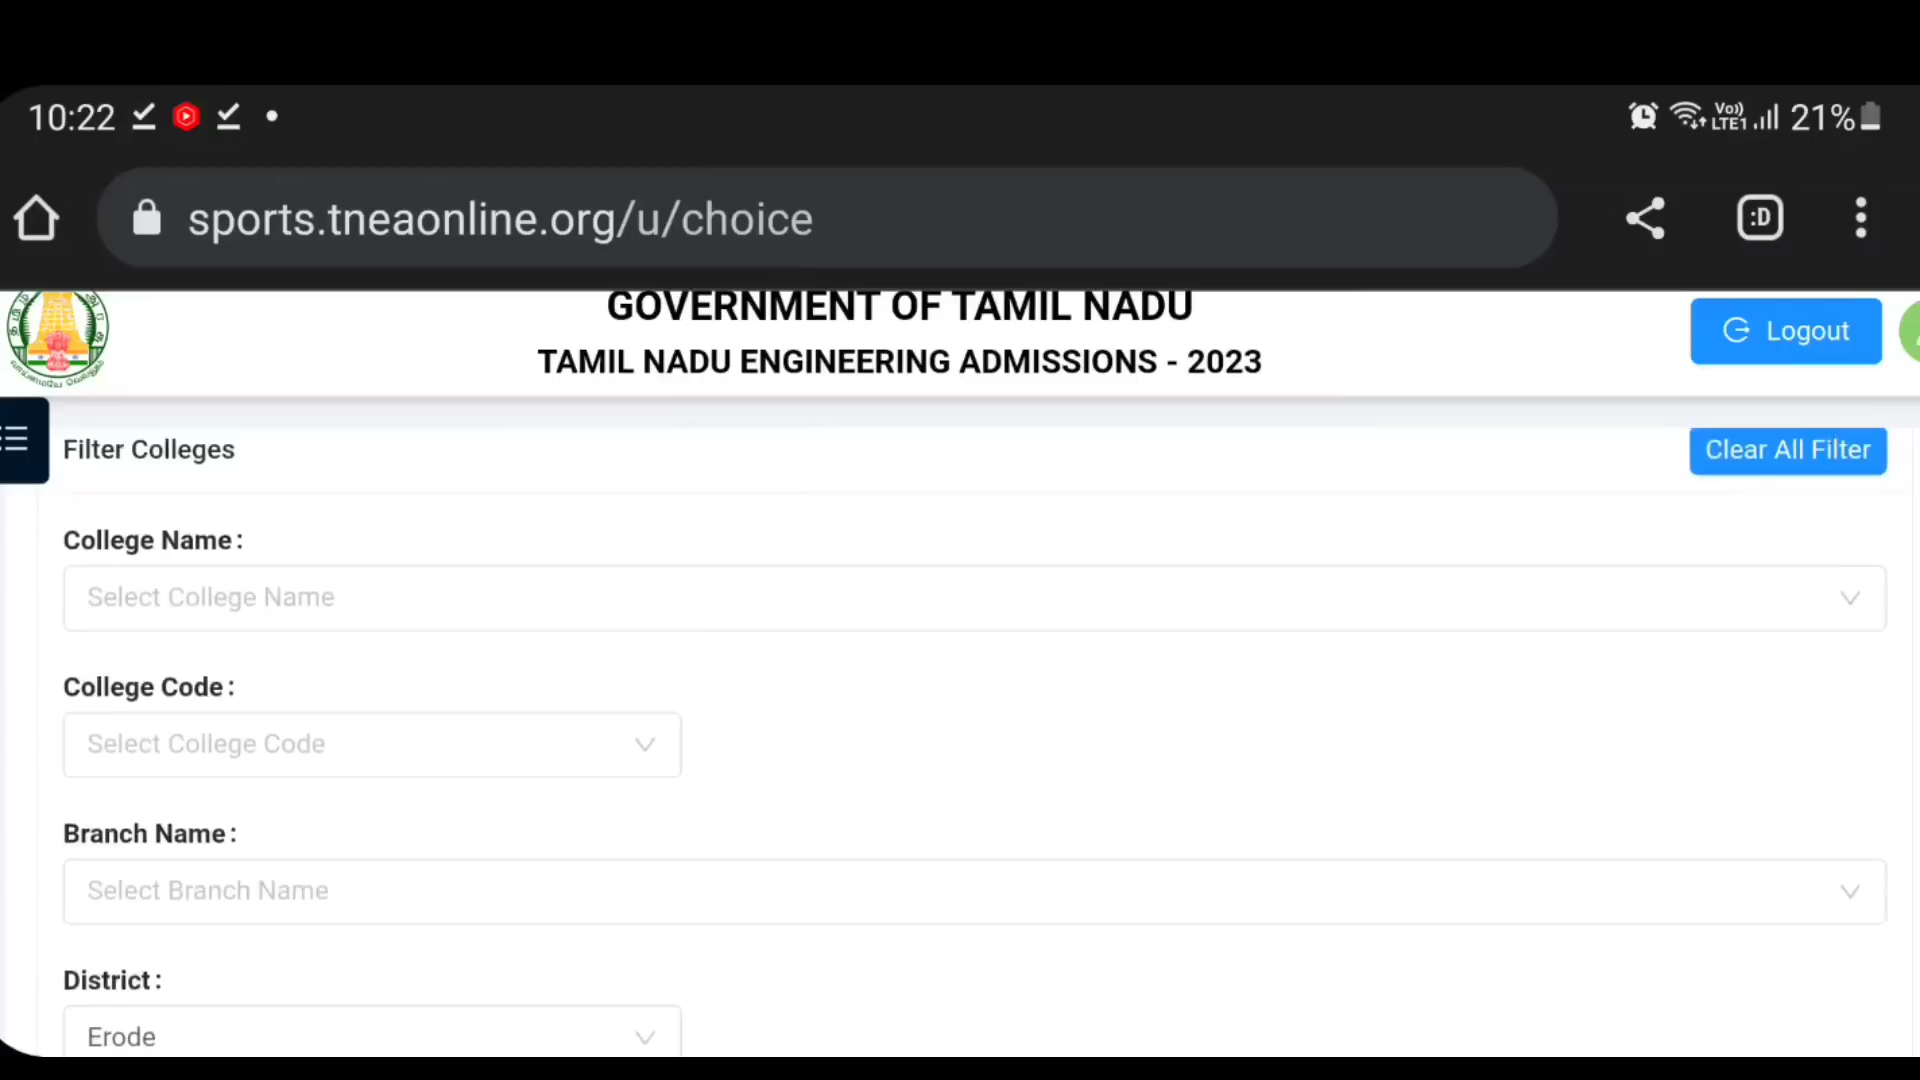 10:22
Vo)) LTE1 21%
sports.tneaonline.org/u/choice
:D
GOVERNMENT OF TAMIL NADU
Logout
TAMIL NADU ENGINEERING ADMISSIONS - 2023
Filter Colleges
Clear All Filter
College Name :
Select College Name
College Code :
Select College Code
Branch Name :
Select Branch Name
District :
Erode